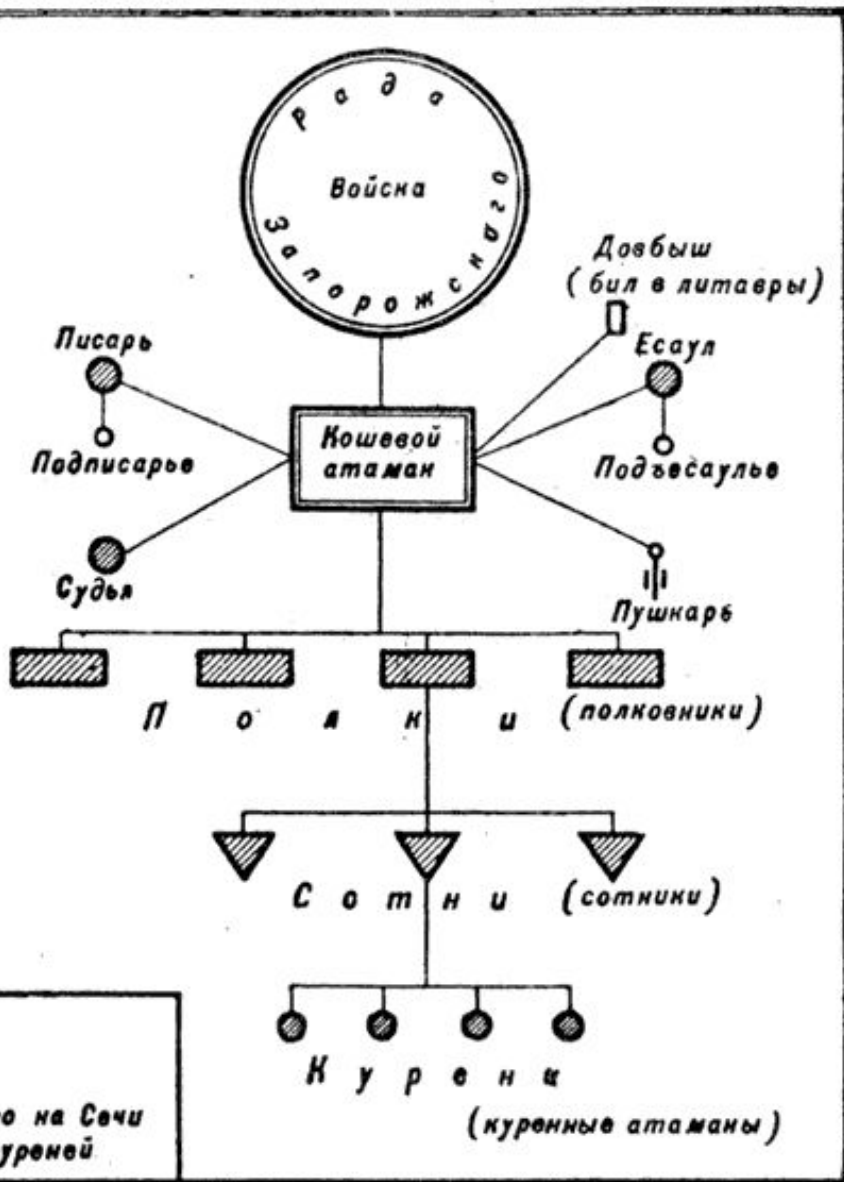 Рада
Войска
Запорожскаго
Довбыш
(бил в литавры)
Писарь
Есаул
Кошевой
атаман
Подписарье
Подъесаулье
Судья
Пушкарь
Полки (полковники)
Сотни (сотники)
Курени
(куренные атаманы)
на Сечи